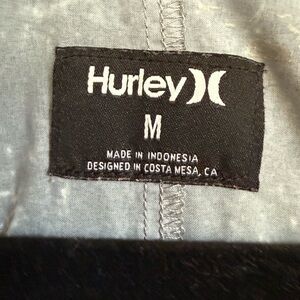 Hurley
M
MADE IN INDONESIA
DESIGNED IN COSTA MESA, CA